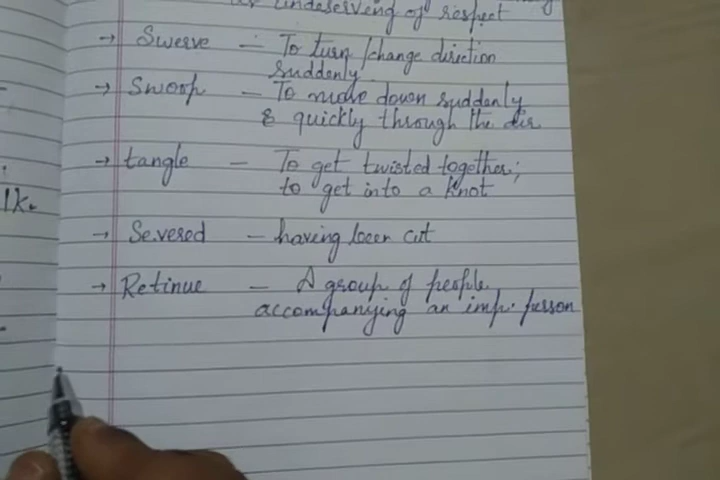 undeserving of respect
→ Swerve – To turn/change direction
suddenly.
→ Swoop – To move down suddenly
& quickly through the air
→ tangle – To get twisted together;
to get into a knot
lk.
→ Severed – having been cut
→ Retinue – A group of people
accompanying an imp. person